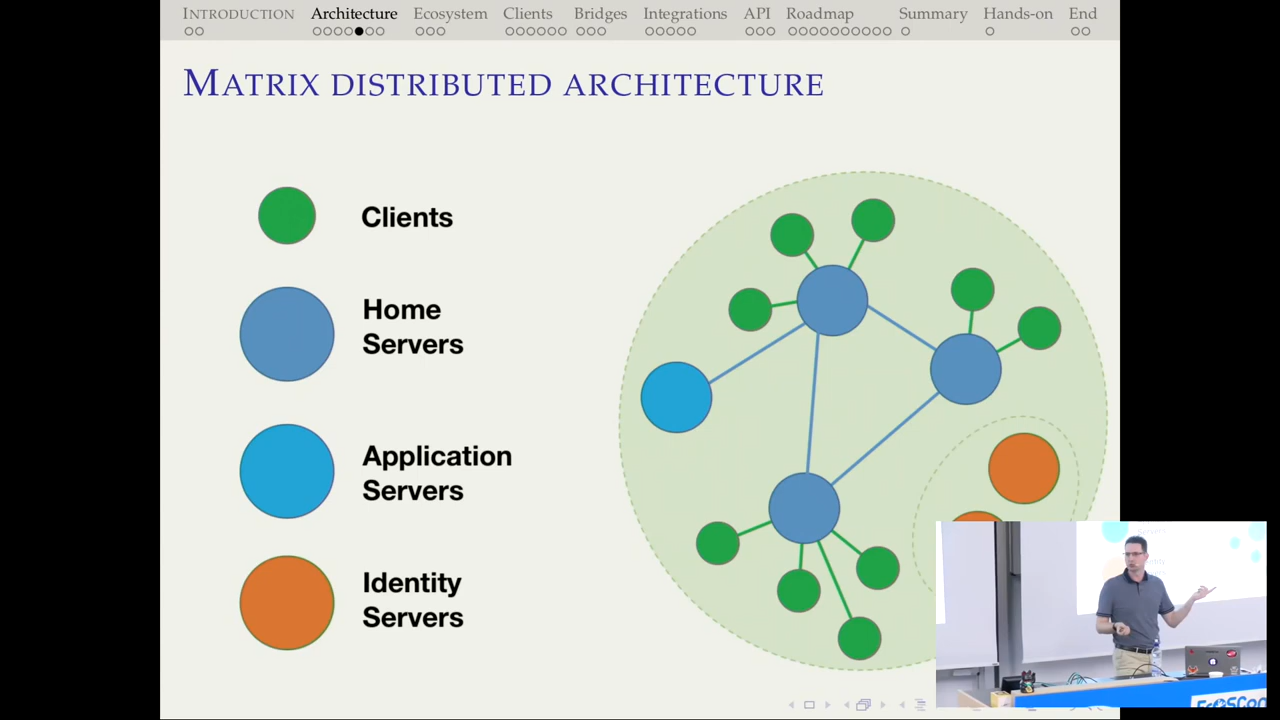 INTRODUCTION Architecture Ecosystem Clients Bridges Integrations API Roadmap Summary Hands-on End
MATRIX DISTRIBUTED ARCHITECTURE
Clients
Home
Servers
Application
Servers
Identity
Servers